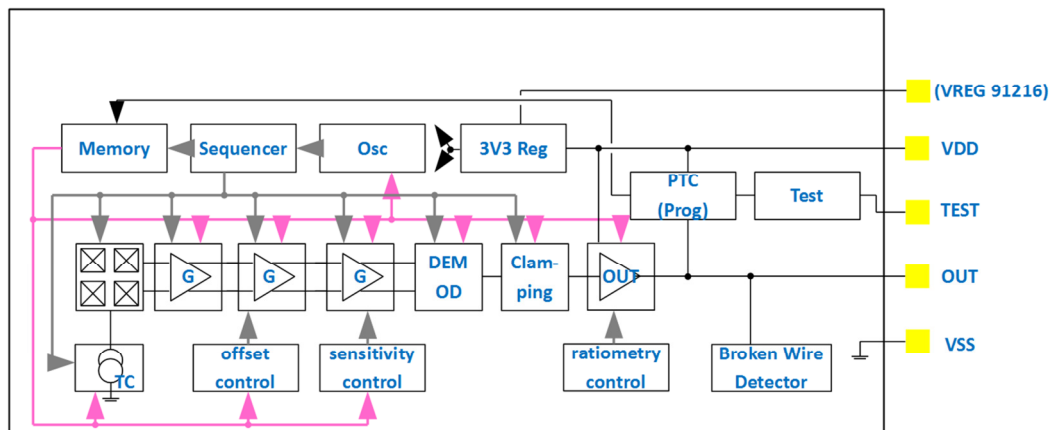 (VREG 91216)
Memory
Sequencer
Osc
3V3 Reg
VDD
PTC
(Prog)
Test
TEST
G
G
G
DEM
OD
Clam-
ping
OUT
OUT
TC
offset
control
sensitivity
control
ratiometry
control
Broken Wire
Detector
VSS